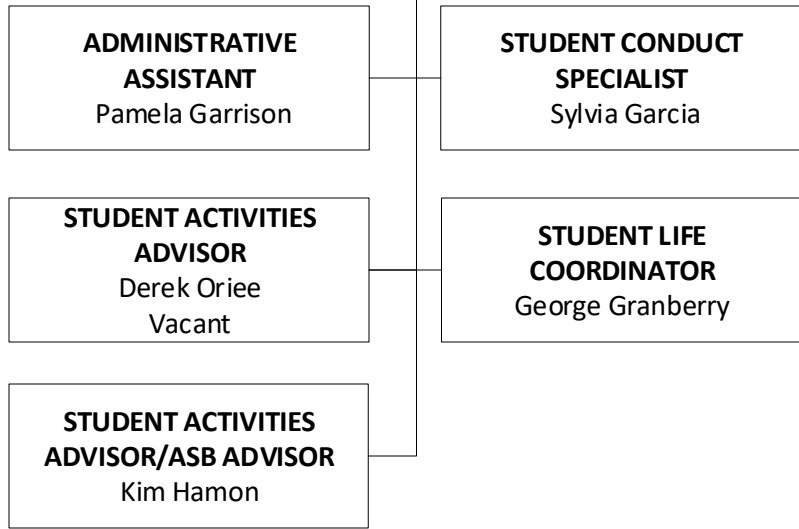 ADMINISTRATIVE
ASSISTANT
Pamela Garrison
STUDENT CONDUCT
SPECIALIST
Sylvia Garcia
STUDENT ACTIVITIES
ADVISOR
Derek Oriee
Vacant
STUDENT LIFE
COORDINATOR
George Granberry
STUDENT ACTIVITIES
ADVISOR/ASB ADVISOR
Kim Hamon